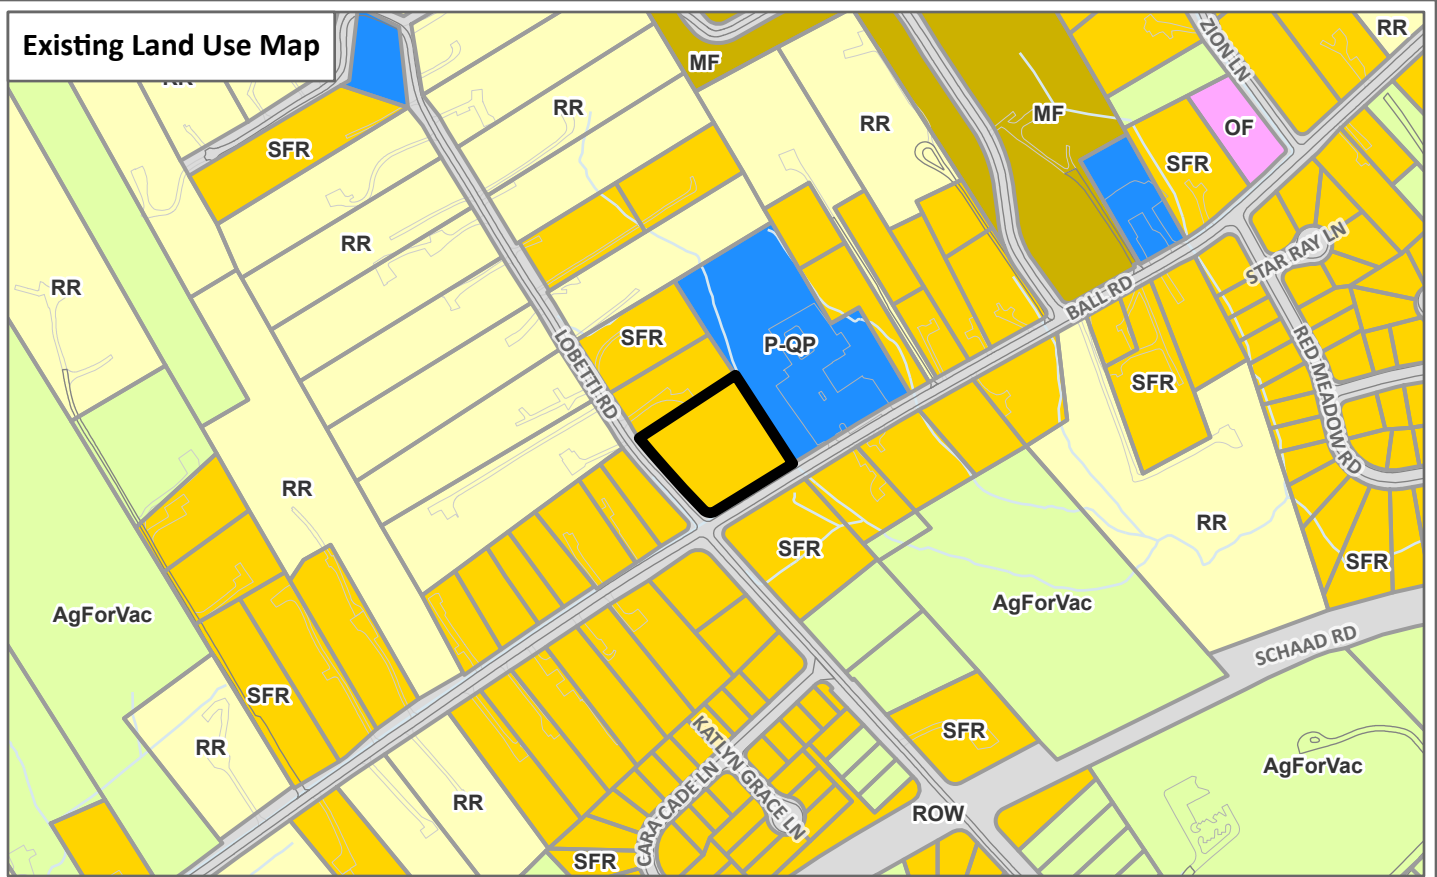 Existing Land Use Map
RR
ZION LN
RR
MF
RR
MF
RR
OF
SFR
SFR
RR
STAR RAY LN
RR
BALL RD
SFR
P-QP
LOBETTI RD
RED MEADOW RD
SFR
RR
RR
SFR
SFR
AgForVac
AgForVac
SCHAAD RD
SFR
RR
SFR
KATLYN GRACE LN
AgForVac
RR
ROW
CARA CADE LN
SFR